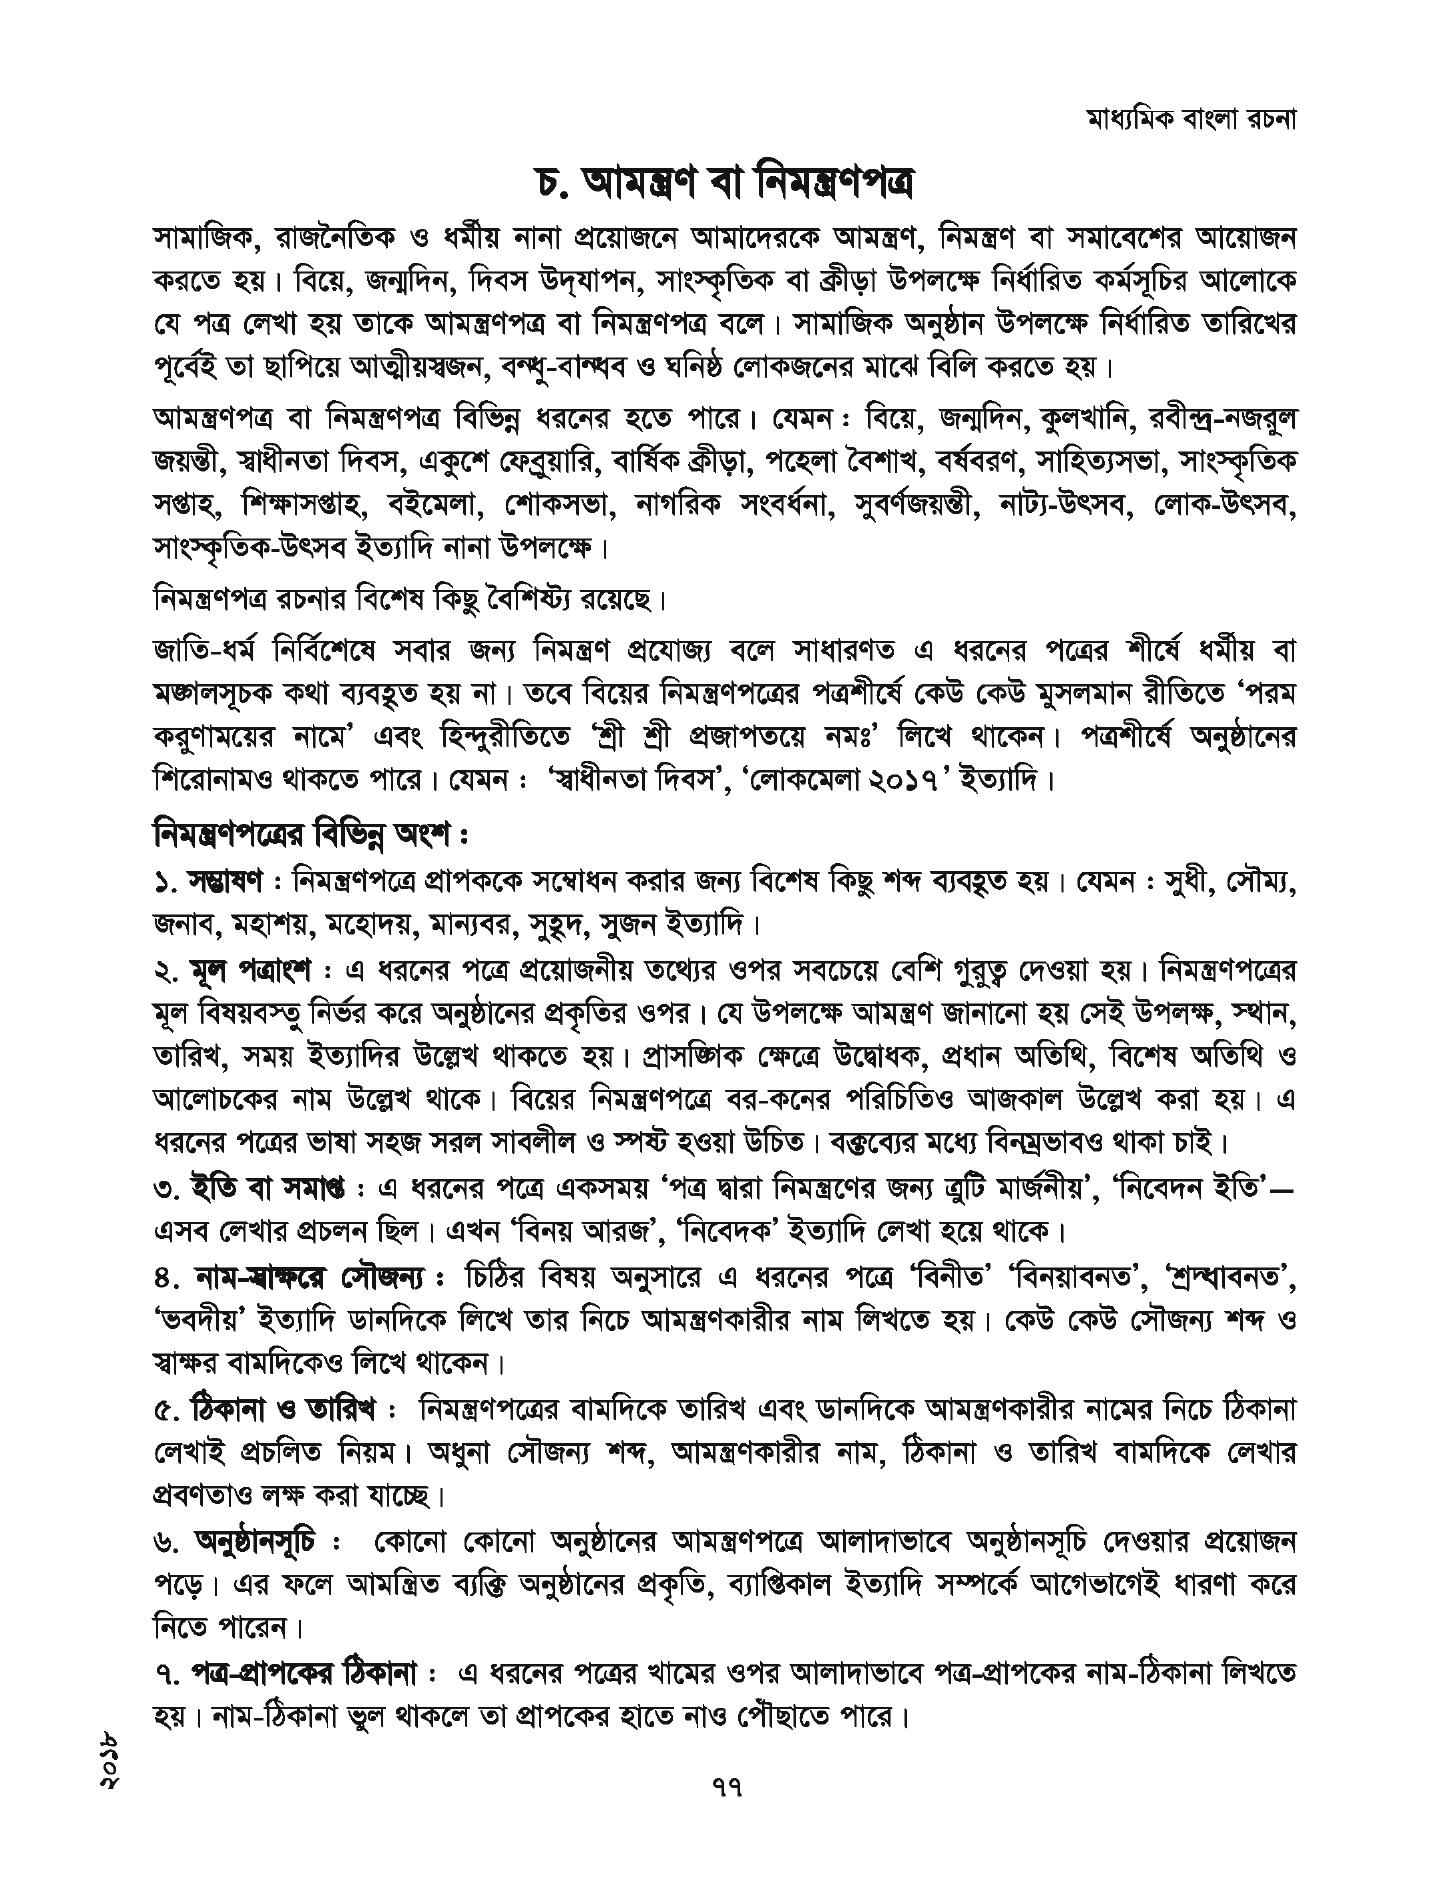 মাধ্যমিক বাংলা রচনা
চ. আমন্ত্রণ বা নিমন্ত্রণপত্র
সামাজিক, রাজনৈতিক ও ধর্মীয় নানা প্রয়োজনে আমাদেরকে আমন্ত্রণ, নিমন্ত্রণ বা সমাবেশের আয়োজন
করতে হয়। বিয়ে, জন্মদিন, দিবস উদ্‌যাপন, সাংস্কৃতিক বা ক্রীড়া উপলক্ষে নির্ধারিত কর্মসূচির আলোকে
যে পত্র লেখা হয় তাকে আমন্ত্রণপত্র বা নিমন্ত্রণপত্র বলে। সামাজিক অনুষ্ঠান উপলক্ষে নির্ধারিত তারিখের
পূর্বেই তা ছাপিয়ে আত্মীয়স্বজন, বন্ধু-বান্ধব ও ঘনিষ্ঠ লোকজনের মাঝে বিলি করতে হয়।
আমন্ত্রণপত্র বা নিমন্ত্রণপত্র বিভিন্ন ধরনের হতে পারে। যেমন : বিয়ে, জন্মদিন, কুলখানি, রবীন্দ্র-নজরুল
জয়ন্তী, স্বাধীনতা দিবস, একুশে ফেব্রুয়ারি, বার্ষিক ক্রীড়া, পহেলা বৈশাখ, বর্ষবরণ, সাহিত্যসভা, সাংস্কৃতিক
সপ্তাহ, শিক্ষাসপ্তাহ, বইমেলা, শোকসভা, নাগরিক সংবর্ধনা, সুবর্ণজয়ন্তী, নাট্য-উৎসব, লোক-উৎসব,
সাংস্কৃতিক-উৎসব ইত্যাদি নানা উপলক্ষে।
নিমন্ত্রণপত্র রচনার বিশেষ কিছু বৈশিষ্ট্য রয়েছে।
জাতি-ধর্ম নির্বিশেষে সবার জন্য নিমন্ত্রণ প্রযোজ্য বলে সাধারণত এ ধরনের পত্রের শীর্ষে ধর্মীয় বা
মঙ্গলসূচক কথা ব্যবহৃত হয় না। তবে বিয়ের নিমন্ত্রণপত্রের পত্রশীর্ষে কেউ কেউ মুসলমান রীতিতে ‘পরম
করুণাময়ের নামে’ এবং হিন্দুরীতিতে ‘শ্রী শ্রী প্রজাপতয়ে নমঃ’ লিখে থাকেন। পত্রশীর্ষে অনুষ্ঠানের
শিরোনামও থাকতে পারে। যেমন : ‘স্বাধীনতা দিবস’, ‘লোকমেলা ২০১৭’ ইত্যাদি।
নিমন্ত্রণপত্রের বিভিন্ন অংশ :
১. সম্ভাষণ : নিমন্ত্রণপত্রে প্রাপককে সম্বোধন করার জন্য বিশেষ কিছু শব্দ ব্যবহৃত হয়। যেমন : সুধী, সৌম্য,
জনাব, মহাশয়, মহোদয়, মান্যবর, সুহৃদ, সুজন ইত্যাদি।
২. মূল পত্রাংশ : এ ধরনের পত্রে প্রয়োজনীয় তথ্যের ওপর সবচেয়ে বেশি গুরুত্ব দেওয়া হয়। নিমন্ত্রণপত্রের
মূল বিষয়বস্তু নির্ভর করে অনুষ্ঠানের প্রকৃতির ওপর। যে উপলক্ষে আমন্ত্রণ জানানো হয় সেই উপলক্ষ, স্থান,
তারিখ, সময় ইত্যাদির উল্লেখ থাকতে হয়। প্রাসঙ্গিক ক্ষেত্রে উদ্বোধক, প্রধান অতিথি, বিশেষ অতিথি ও
আলোচকের নাম উল্লেখ থাকে। বিয়ের নিমন্ত্রণপত্রে বর-কনের পরিচিতিও আজকাল উল্লেখ করা হয়। এ
ধরনের পত্রের ভাষা সহজ সরল সাবলীল ও স্পষ্ট হওয়া উচিত। বক্তব্যের মধ্যে বিনম্রভাবও থাকা চাই।
৩. ইতি বা সমাপ্ত : এ ধরনের পত্রে একসময় ‘পত্র দ্বারা নিমন্ত্রণের জন্য ত্রুটি মার্জনীয়’, ‘নিবেদন ইতি’—
এসব লেখার প্রচলন ছিল। এখন ‘বিনয় আরজ’, ‘নিবেদক’ ইত্যাদি লেখা হয়ে থাকে।
৪. নাম-স্বাক্ষরে সৌজন্য : চিঠির বিষয় অনুসারে এ ধরনের পত্রে ‘বিনীত’ ‘বিনয়াবনত’, ‘শ্রদ্ধাবনত’,
‘ভবদীয়’ ইত্যাদি ডানদিকে লিখে তার নিচে আমন্ত্রণকারীর নাম লিখতে হয়। কেউ কেউ সৌজন্য শব্দ ও
স্বাক্ষর বামদিকেও লিখে থাকেন।
৫. ঠিকানা ও তারিখ : নিমন্ত্রণপত্রের বামদিকে তারিখ এবং ডানদিকে আমন্ত্রণকারীর নামের নিচে ঠিকানা
লেখাই প্রচলিত নিয়ম। অধুনা সৌজন্য শব্দ, আমন্ত্রণকারীর নাম, ঠিকানা ও তারিখ বামদিকে লেখার
প্রবণতাও লক্ষ করা যাচ্ছে।
৬. অনুষ্ঠানসূচি : কোনো কোনো অনুষ্ঠানের আমন্ত্রণপত্রে আলাদাভাবে অনুষ্ঠানসূচি দেওয়ার প্রয়োজন
পড়ে। এর ফলে আমন্ত্রিত ব্যক্তি অনুষ্ঠানের প্রকৃতি, ব্যাপ্তিকাল ইত্যাদি সম্পর্কে আগেভাগেই ধারণা করে
নিতে পারেন।
৭. পত্র-প্রাপকের ঠিকানা : এ ধরনের পত্রের খামের ওপর আলাদাভাবে পত্র-প্রাপকের নাম-ঠিকানা লিখতে
হয়। নাম-ঠিকানা ভুল থাকলে তা প্রাপকের হাতে নাও পৌঁছাতে পারে।
২০১৮
৭৭